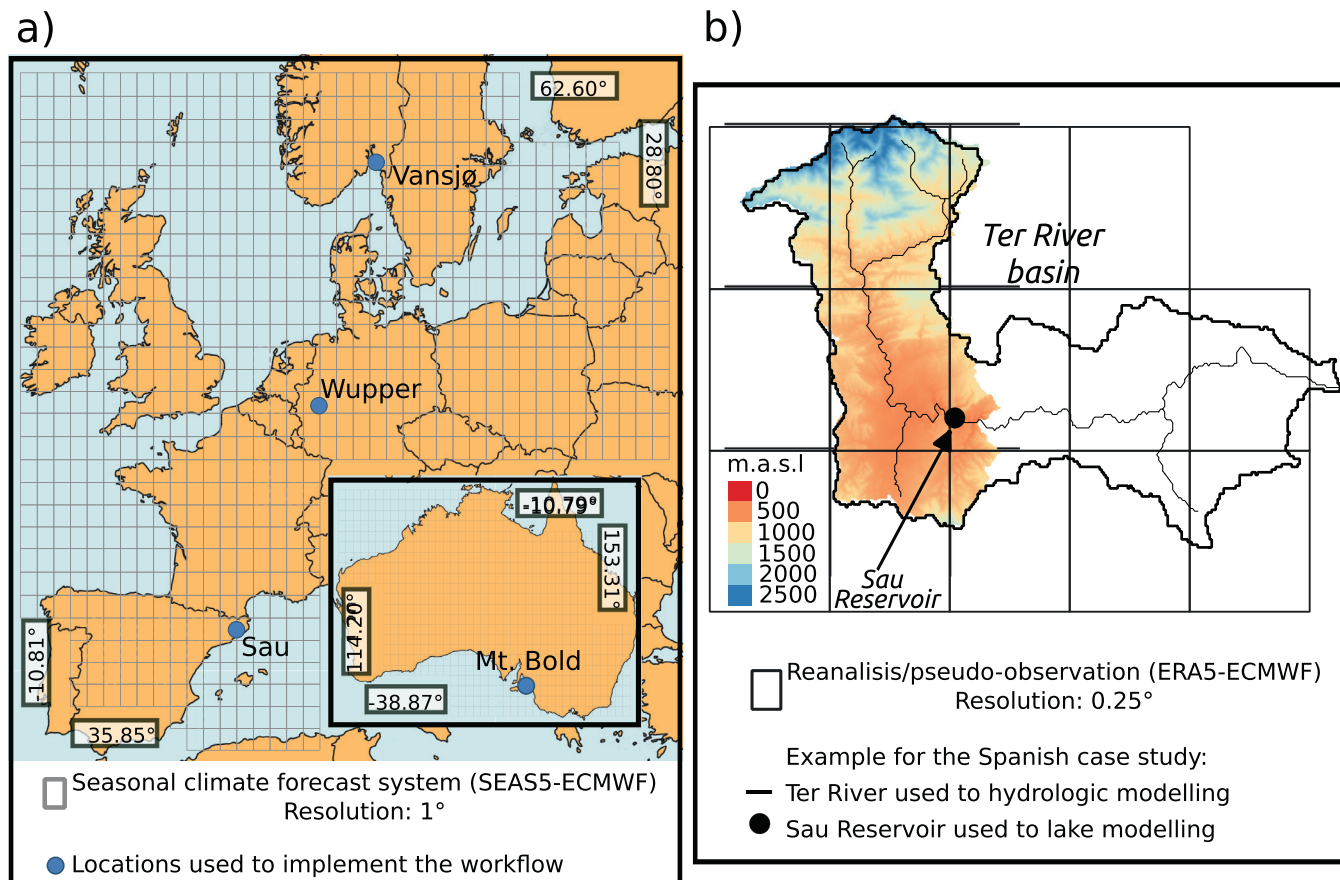 a)
62.60°
28.80°
Vansjø
Wupper
-10.79°
153.31°
114.20°
-10.81°
Sau
Mt. Bold
-38.87°
35.85°
Seasonal climate forecast system (SEAS5-ECMWF)
Resolution: 1°
Locations used to implement the workflow
b)
Ter River
basin
m.a.s.l
0
500
1000
1500
2000
2500
Sau
Reservoir
Reanalisis/pseudo-observation (ERA5-ECMWF)
Resolution: 0.25°
Example for the Spanish case study:
Ter River used to hydrologic modelling
Sau Reservoir used to lake modelling